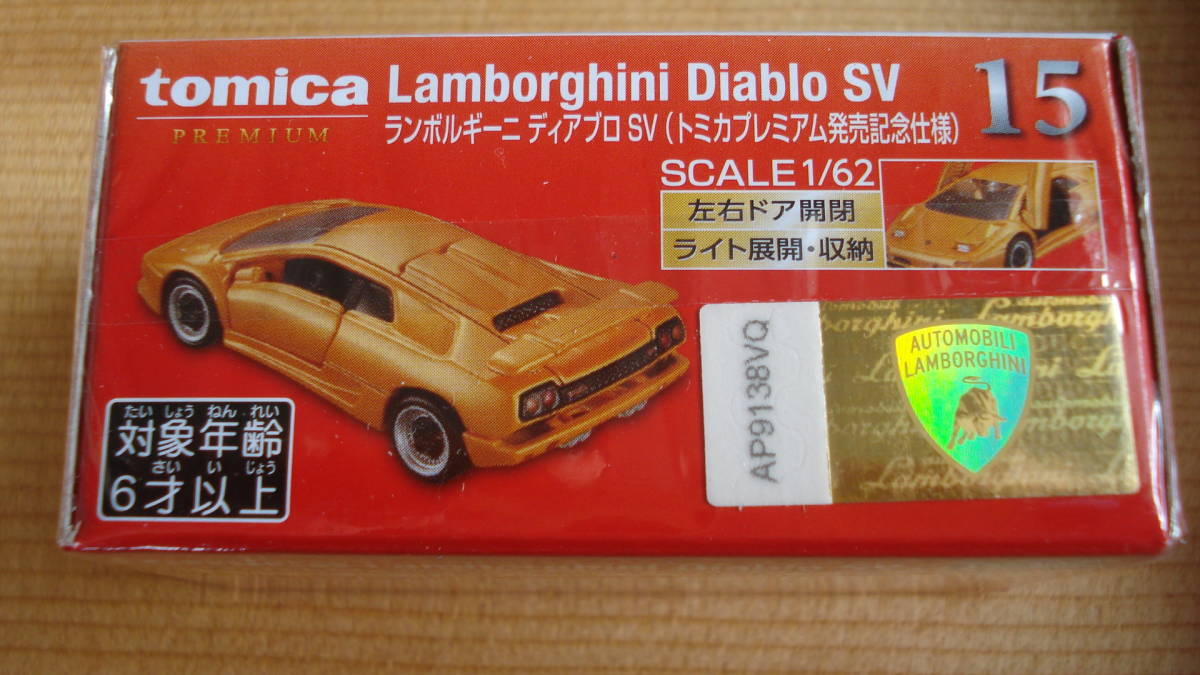 tomica
PREMIUM
Lamborghini Diablo SV
15
ランボルギーニ ディアブロ SV (トミカプレミアム発売記念仕様)
SCALE 1/62
左右ドア開閉
ライト展開・収納
たいしょうねんれい
対象年齢
さいいじょう
6才以上
AP9138VQ
AUTOMOBILI
LAMBORGHINI